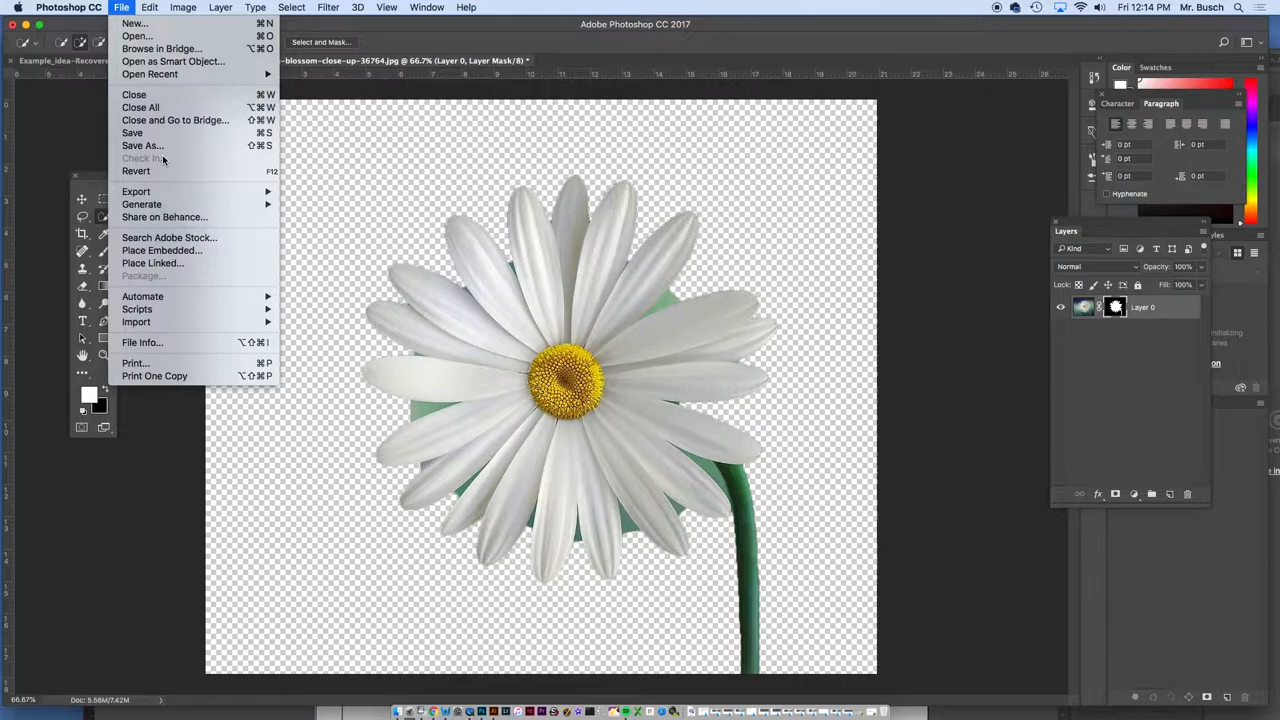 Photoshop CC File Edit Image Layer Type Select Filter 3D View Window Help Fri 12:14 PM Mr. Busch
Adobe Photoshop CC 2017
Select and Mask...
Example_idea-Recovere
-blossom-close-up-36764.jpg @ 66.7% (Layer 0, Layer Mask/8) *
New... ⌘N
Open... ⌘O
Browse in Bridge... ⌥⌘O
Open as Smart Object...
Open Recent
Close ⌘W
Close All ⌥⌘W
Close and Go to Bridge... ⇧⌘W
Save ⌘S
Save As... ⇧⌘S
Check In...
Revert F12
Export
Generate
Share on Behance...
Search Adobe Stock...
Place Embedded...
Place Linked...
Package...
Automate
Scripts
Import
File Info... ⌥⇧⌘I
Print... ⌘P
Print One Copy ⌥⇧⌘P
Color Swatches
Character Paragraph
0 pt 0 pt
0 pt
0 pt 0 pt
Hyphenate
Layers
Kind
Normal Opacity: 100%
Lock: Fill: 100%
Layer 0
66.67% Doc: 5.56M/7.42M